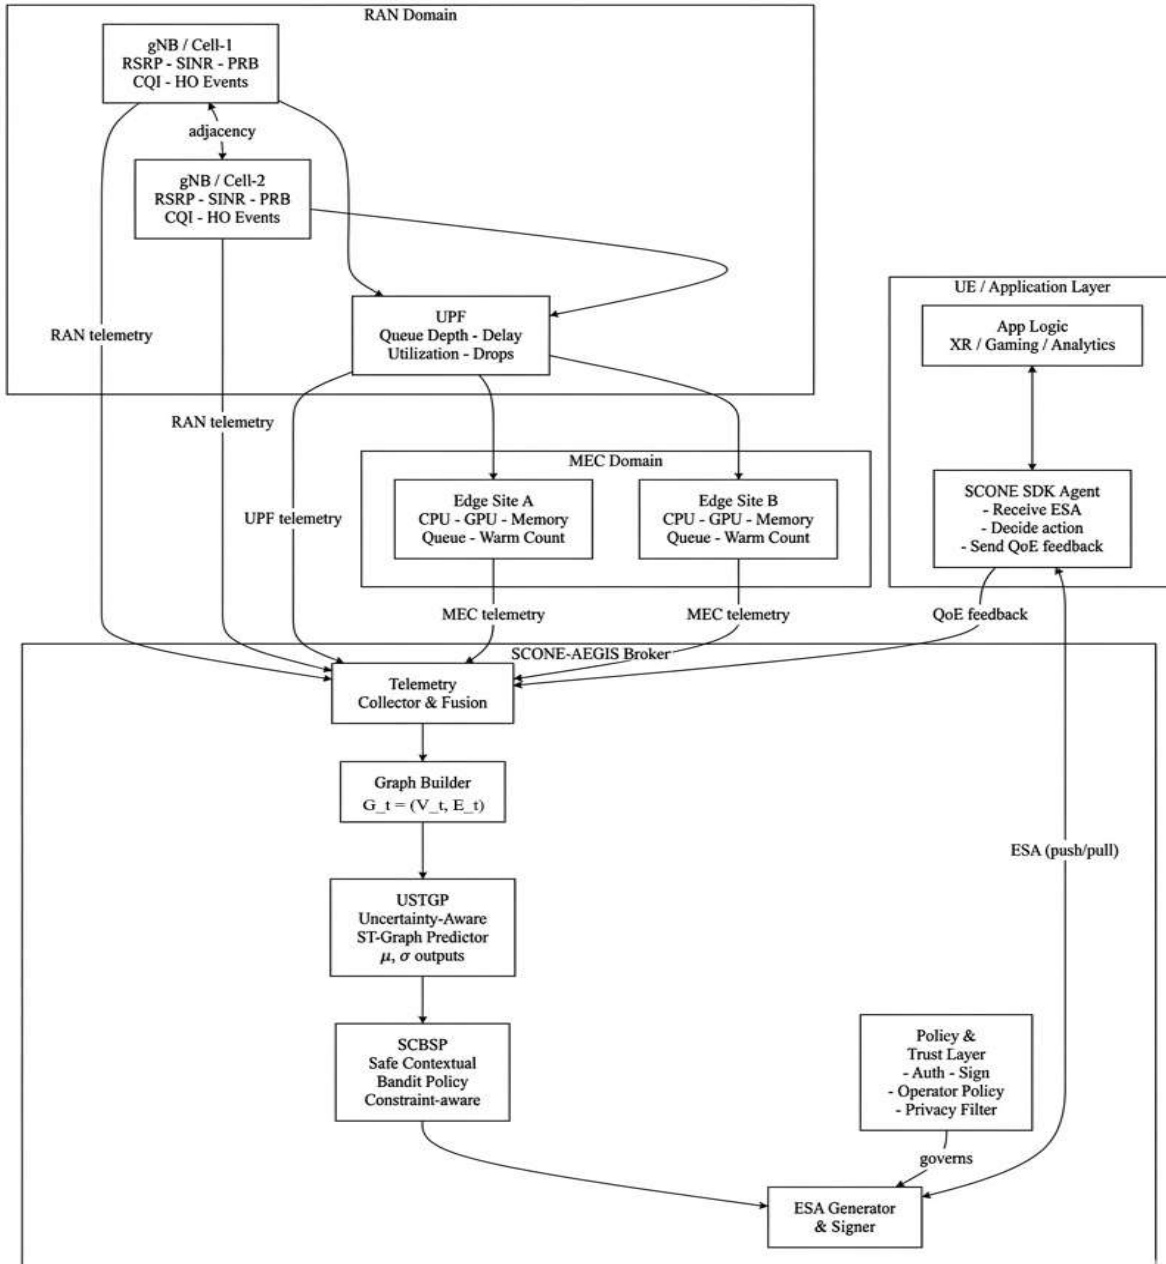 RAN Domain
gNB / Cell-1
RSRP - SINR - PRB
CQI - HO Events
adjacency
gNB / Cell-2
RSRP - SINR - PRB
CQI - HO Events
UPF
Queue Depth - Delay
Utilization - Drops
RAN telemetry
RAN telemetry
UPF telemetry
UE / Application Layer
App Logic
XR / Gaming / Analytics
SCONE SDK Agent
- Receive ESA
- Decide action
- Send QoE feedback
MEC Domain
Edge Site A
CPU - GPU - Memory
Queue - Warm Count
Edge Site B
CPU - GPU - Memory
Queue - Warm Count
MEC telemetry
MEC telemetry
QoE feedback
SCONE-AEGIS Broker
Telemetry
Collector & Fusion
Graph Builder
G_t = (V_t, E_t)
USTGP
Uncertainty-Aware
ST-Graph Predictor
μ, σ outputs
SCBSP
Safe Contextual
Bandit Policy
Constraint-aware
ESA (push/pull)
Policy &
Trust Layer
- Auth - Sign
- Operator Policy
- Privacy Filter
governs
ESA Generator
& Signer